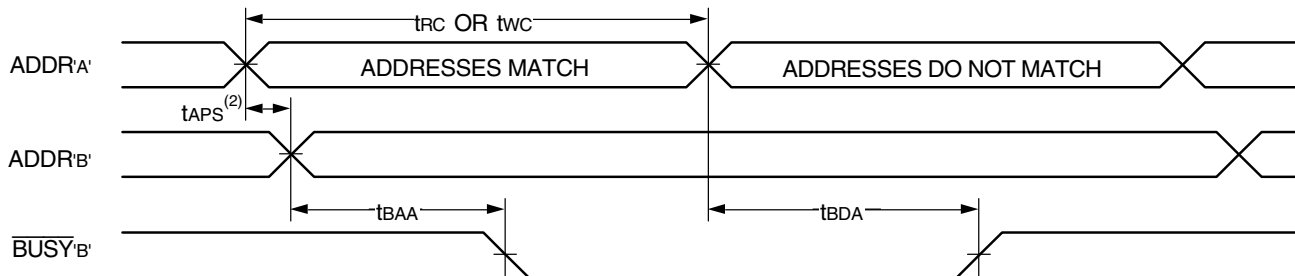 tRC OR tWC
ADDR'A' ADDRESSES MATCH ADDRESSES DO NOT MATCH
tAPS(2)
ADDR'B'
tBAA tBDA
BUSY'B'